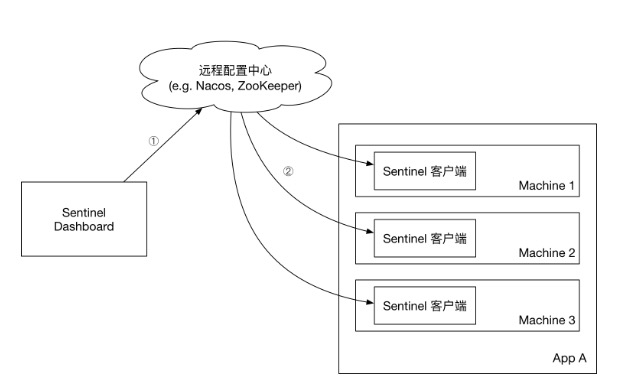 远程配置中心
(e.g. Nacos, ZooKeeper)
①
②
Sentinel
Dashboard
Sentinel 客户端
Machine 1
Sentinel 客户端
Machine 2
Sentinel 客户端
Machine 3
App A